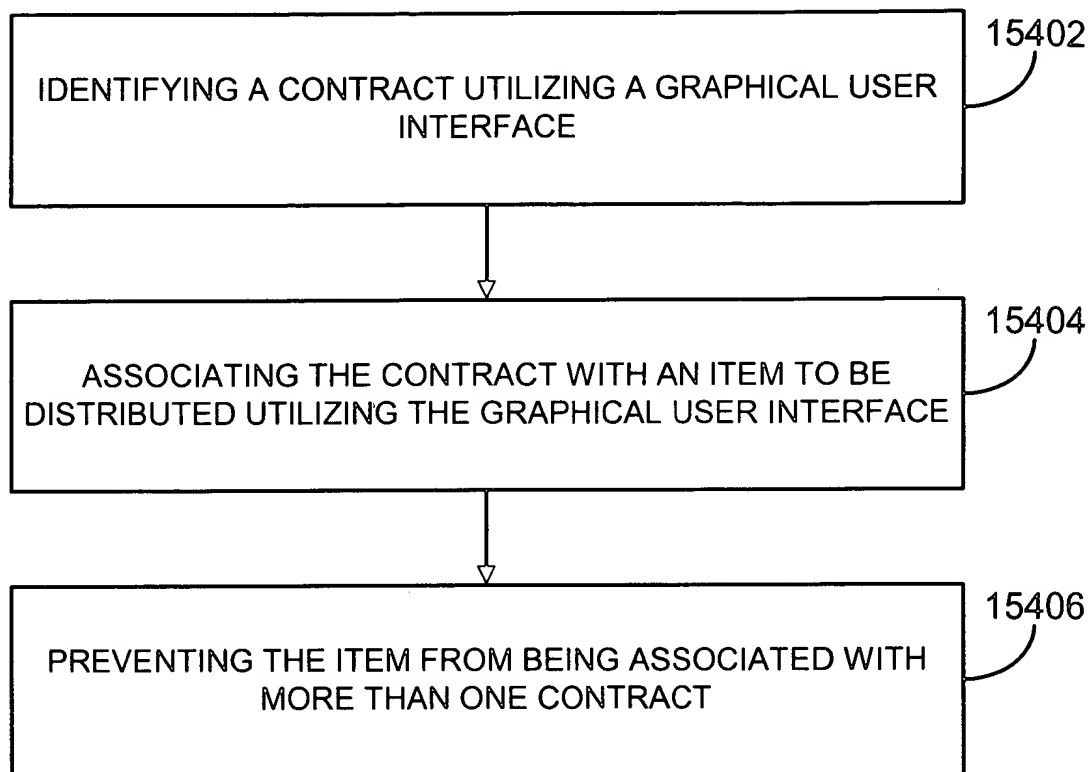 15402
IDENTIFYING A CONTRACT UTILIZING A GRAPHICAL USER
INTERFACE
15404
ASSOCIATING THE CONTRACT WITH AN ITEM TO BE
DISTRIBUTED UTILIZING THE GRAPHICAL USER INTERFACE
15406
PREVENTING THE ITEM FROM BEING ASSOCIATED WITH
MORE THAN ONE CONTRACT